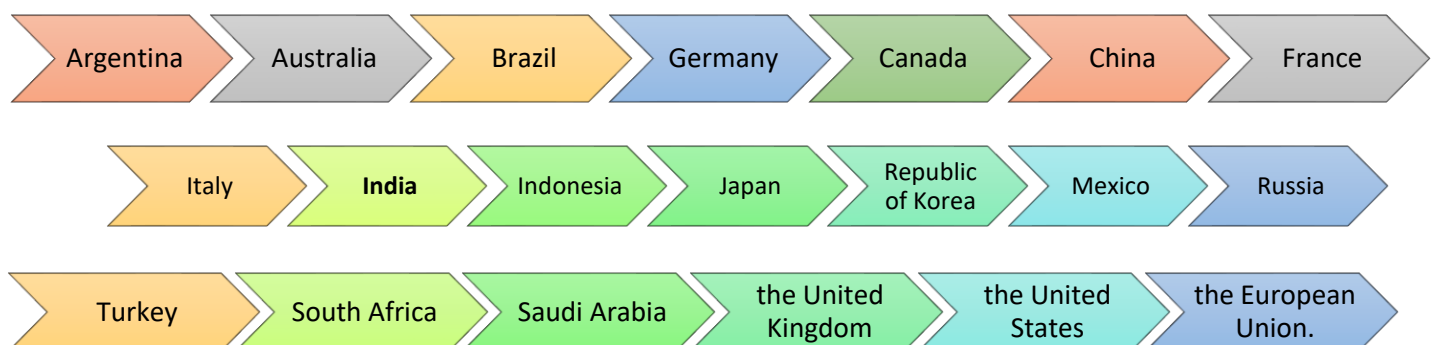 Argentina
Australia
Brazil
Germany
Canada
China
France
Italy
India
Indonesia
Japan
Republic
of Korea
Mexico
Russia
Turkey
South Africa
Saudi Arabia
the United
Kingdom
the United
States
the European
Union.